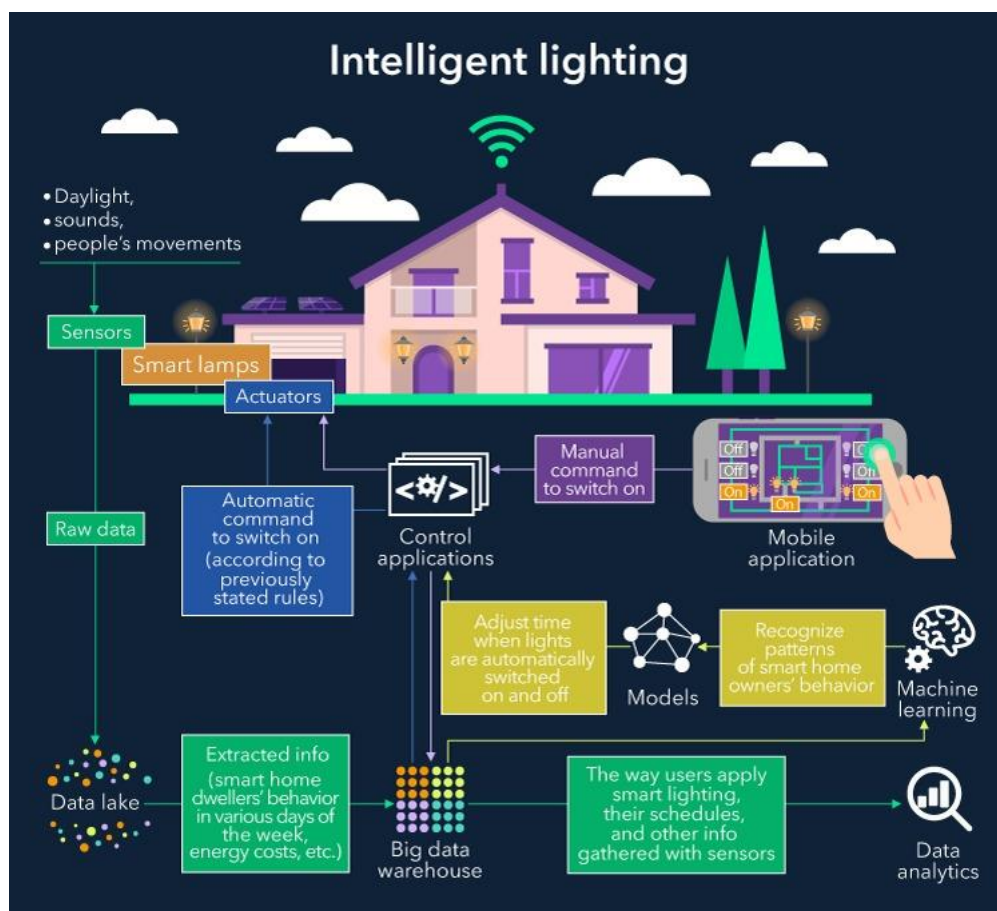 Intelligent lighting
• Daylight,
• sounds,
• people's movements
Sensors
Smart lamps
Actuators
Manual
command
to switch on
Off
Off
On
On
Off
On
Mobile
application
</>
Control
applications
Automatic
command
to switch on
(according to
previously
stated rules)
Raw data
Adjust time
when lights
are automatically
switched
on and off
Models
Recognize
patterns
of smart home
owners' behavior
Machine
learning
Data lake
Extracted info
(smart home
dwellers' behavior
in various days of
the week,
energy costs, etc.)
Big data
warehouse
The way users apply
smart lighting,
their schedules,
and other info
gathered with sensors
Data
analytics